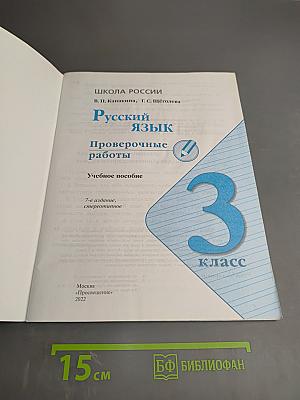 ШКОЛА РОССИИ
В. П. Канакина, Г. С. Щёголева
Русский
ЯЗЫК
Проверочные
работы
Учебное пособие
7-е издание,
стереотипное
3
класс
Москва
«Просвещение»
2022
15 см
БФ БИБЛИОФАН